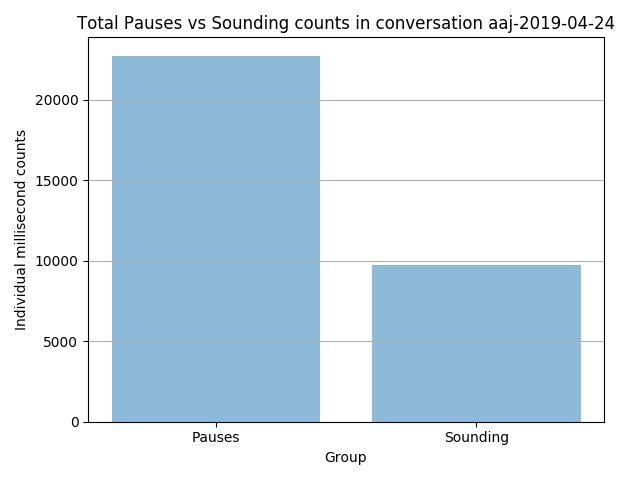 Total Pauses vs Sounding counts in conversation aaj-2019-04-24
Individual millisecond counts
20000
15000
10000
5000
0
Pauses
Sounding
Group